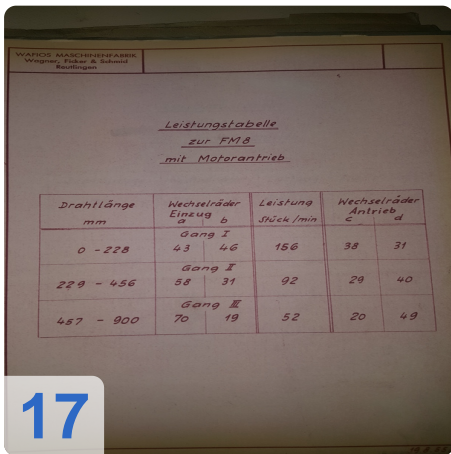 WAFIOS MASCHINENFABRIK
Wagner, Ficker & Schmid
Reutlingen
Leistungstabelle
zur FM8
mit Motorantrieb
Drahtlänge mm Wechselräder Einzug a b Leistung Stück/min Wechselräder Antrieb c d
Gang I
0 - 228 43 46 156 38 31
Gang II
229 - 456 58 31 92 29 40
Gang III
457 - 900 70 19 52 20 49
17